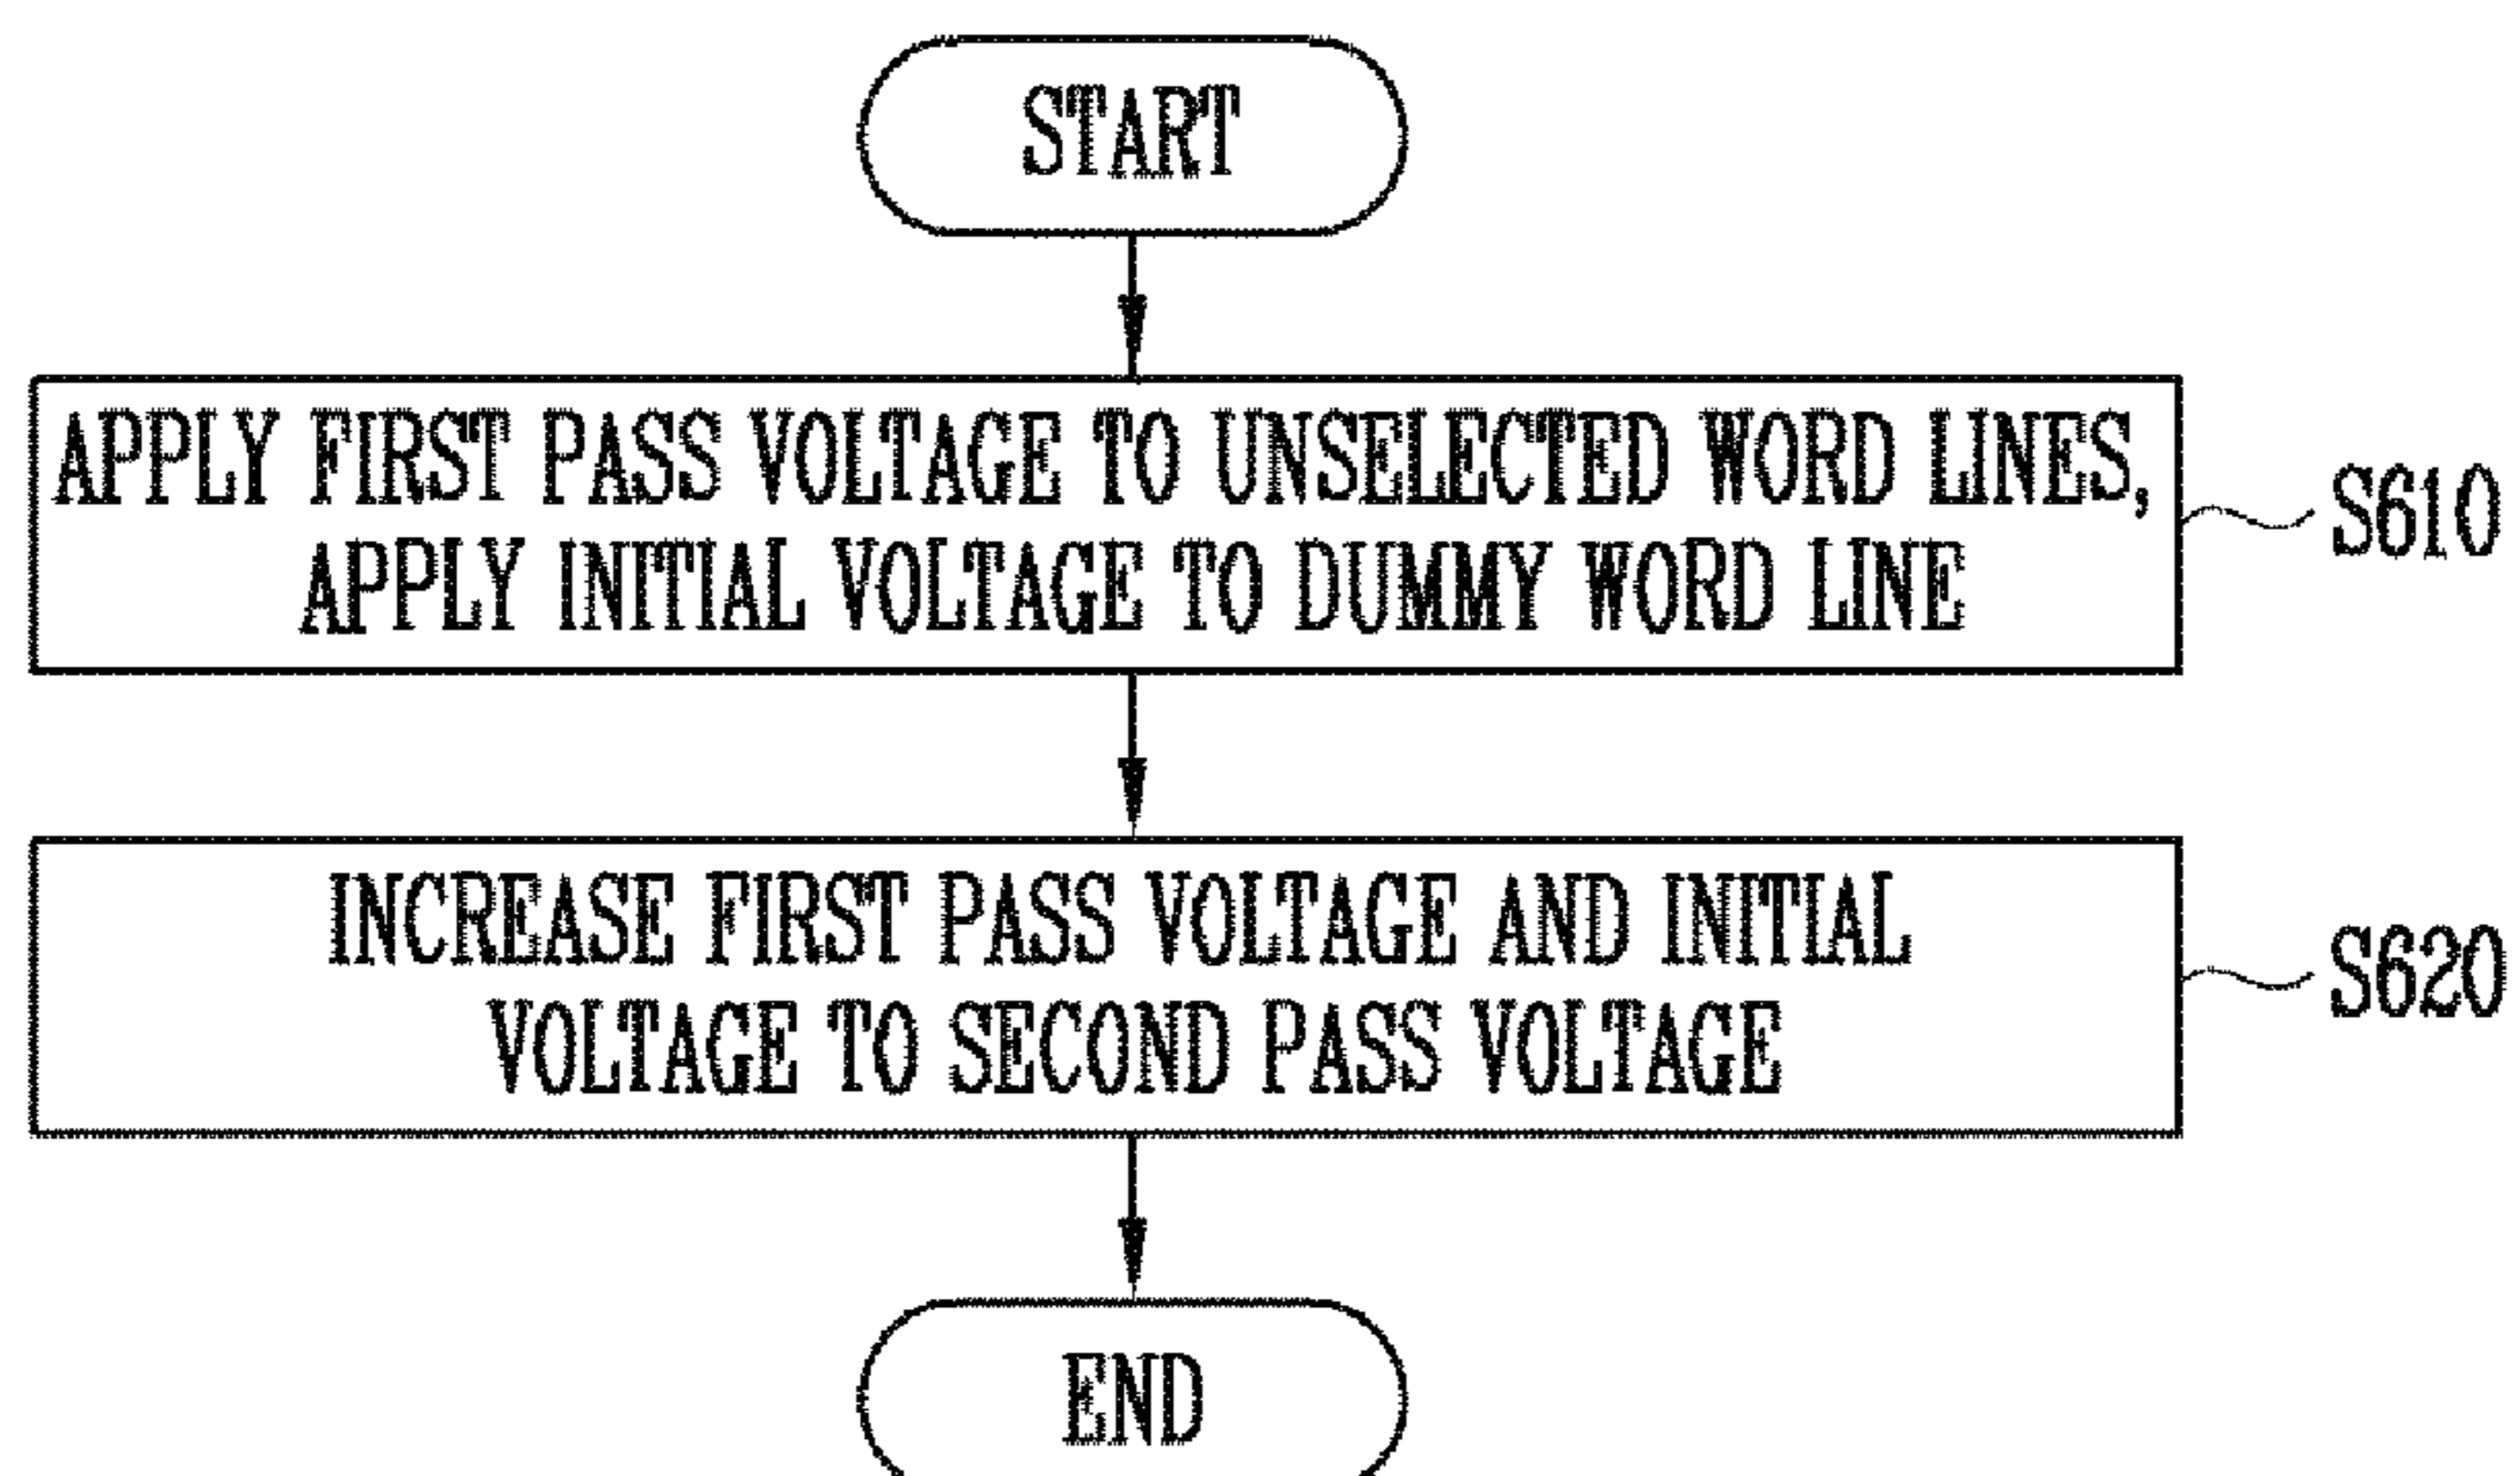 START
APPLY FIRST PASS VOLTAGE TO UNSELECTED WORD LINES,
APPLY INITIAL VOLTAGE TO DUMMY WORD LINE
S610
INCREASE FIRST PASS VOLTAGE AND INITIAL
VOLTAGE TO SECOND PASS VOLTAGE
S620
END